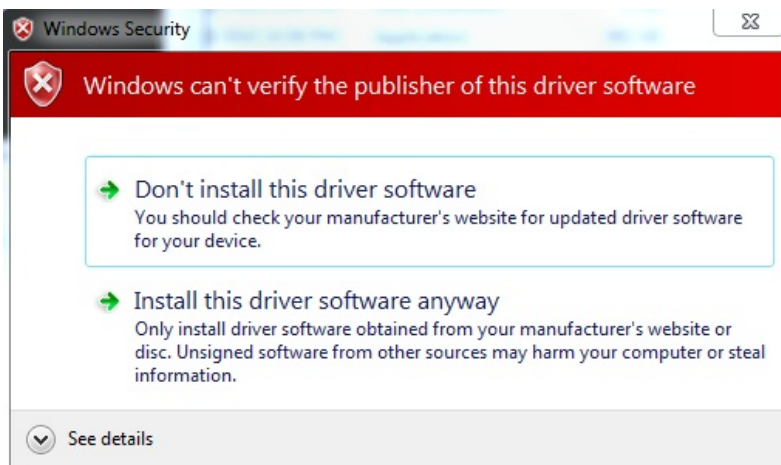 Windows Security
Windows can't verify the publisher of this driver software
Don't install this driver software
You should check your manufacturer's website for updated driver software
for your device.
Install this driver software anyway
Only install driver software obtained from your manufacturer's website or
disc. Unsigned software from other sources may harm your computer or steal
information.
See details